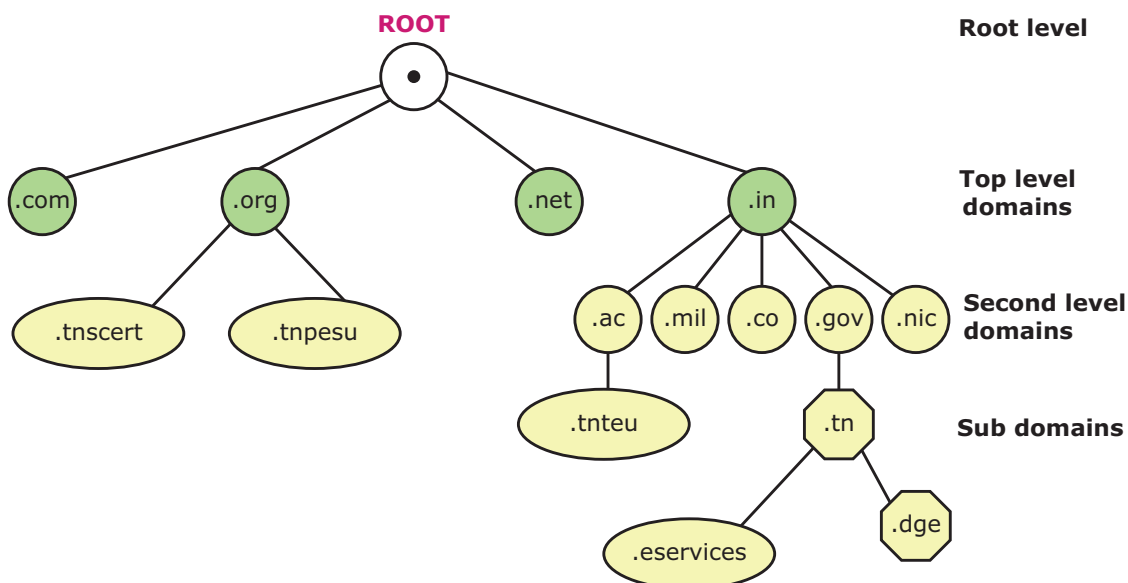 ROOT
Root level
.com
.org
.net
.in
Top level
domains
.tnscert
.tnpesu
.ac
.mil
.co
.gov
.nic
Second level
domains
.tnteu
.tn
Sub domains
.eservices
.dge